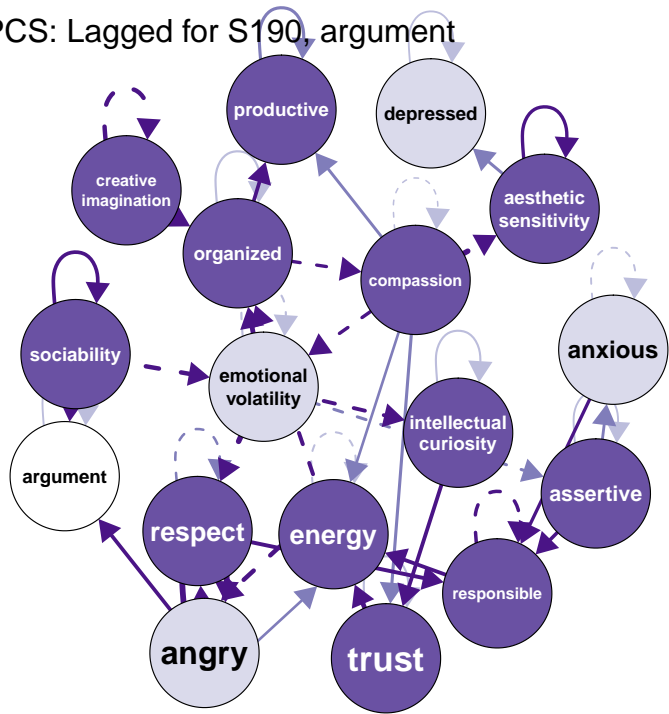 PCS: Lagged for S190, argument
productive
depressed
creative
imagination
aesthetic
sensitivity
organized
compassion
sociability
anxious
emotional
volatility
intellectual
curiosity
argument
assertive
respect
energy
responsible
angry
trust